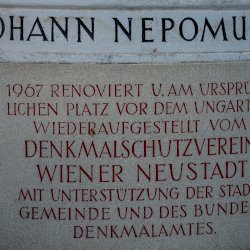 OHANN NEPOMU
1967 RENOVIERT U. AM URSPRÜ
LICHEN PLATZ VOR DEM UNGAR
WIEDERAUFGESTELLT VOM
DENKMALSCHUTZVEREIN
WIENER NEUSTADT
MIT UNTERSTÜTZUNG DER STAD
GEMEINDE UND DES BUNDE
DENKMALAMTES.